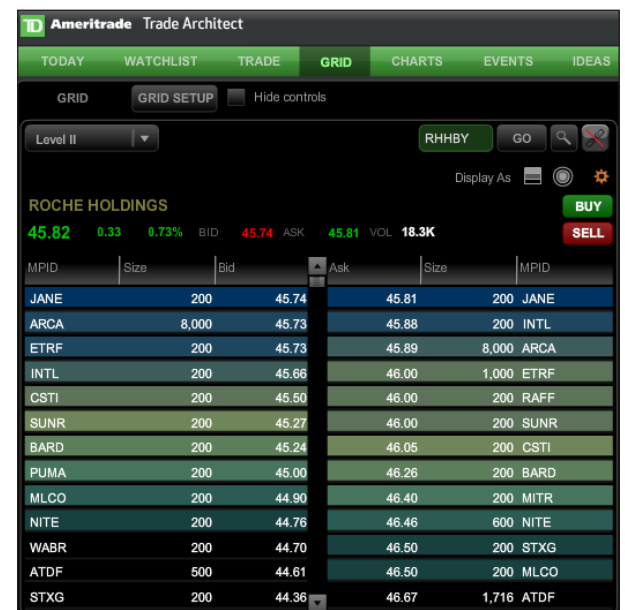 TD Ameritrade Trade Architect
TODAY WATCHLIST TRADE GRID CHARTS EVENTS IDEAS
GRID GRID SETUP Hide controls
Level II RHHBY GO
Display As
ROCHE HOLDINGS BUY
45.82 0.33 0.73% BID 45.74 ASK 45.81 VOL 18.3K SELL
MPID Size Bid Ask Size MPID
JANE 200 45.74 45.81 200 JANE
ARCA 8,000 45.73 45.88 200 INTL
ETRF 200 45.73 45.89 8,000 ARCA
INTL 200 45.66 46.00 1,000 ETRF
CSTI 200 45.50 46.00 200 RAFF
SUNR 200 45.27 46.00 200 SUNR
BARD 200 45.24 46.05 200 CSTI
PUMA 200 45.00 46.26 200 BARD
MLCO 200 44.90 46.40 200 MITR
NITE 200 44.76 46.46 600 NITE
WABR 200 44.70 46.50 200 STXG
ATDF 500 44.61 46.50 200 MLCO
STXG 200 44.36 46.67 1,716 ATDF